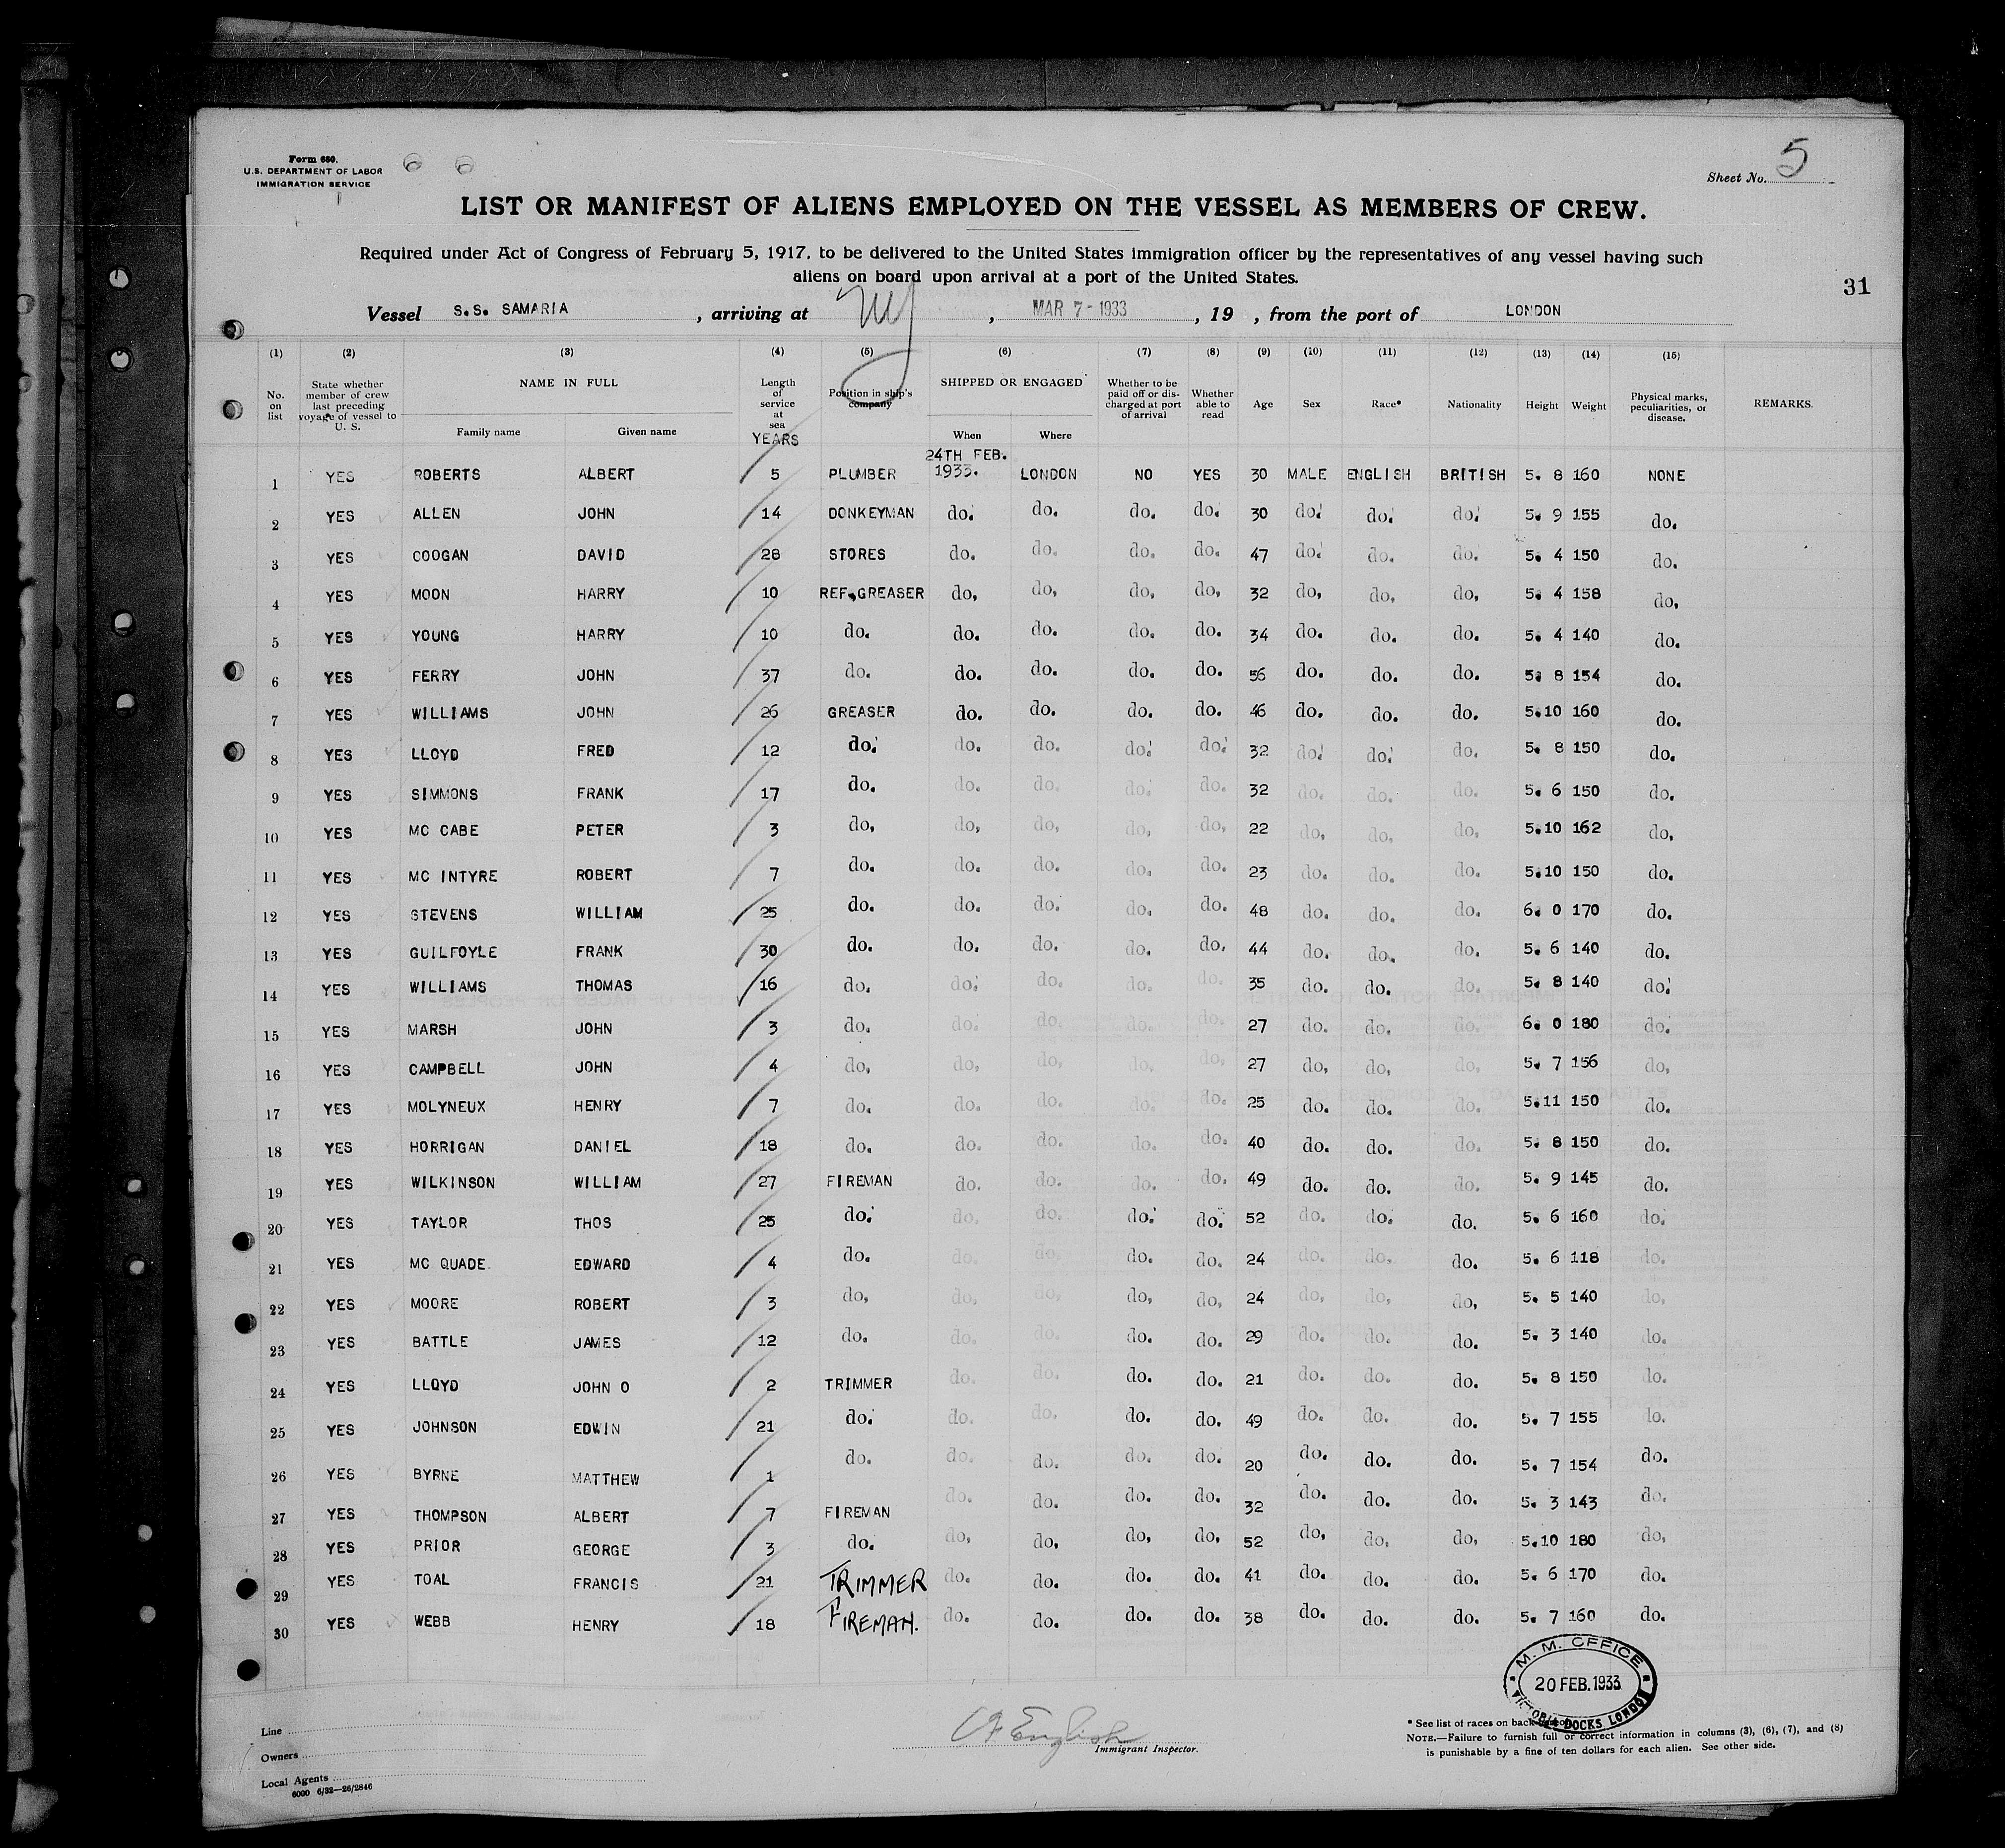 Form 680.
U.S. DEPARTMENT OF LABOR
IMMIGRATION SERVICE
Sheet No. 5
LIST OR MANIFEST OF ALIENS EMPLOYED ON THE VESSEL AS MEMBERS OF CREW.
Required under Act of Congress of February 5, 1917, to be delivered to the United States immigration officer by the representatives of any vessel having such
aliens on board upon arrival at a port of the United States.
31
Vessel S.S. SAMARIA , arriving at NY , MAR 7 - 1933 , 19 , from the port of LONDON
(1) (2) (3) (4) (5) (6) (7) (8) (9) (10) (11) (12) (13) (14) (15)
No. on list State whether member of crew last preceding voyage of vessel to U. S. NAME IN FULL Family name Given name Length of service at sea YEARS Position in ship's company SHIPPED OR ENGAGED When Where Whether to be paid off or discharged at port of arrival Whether able to read Age Sex Race* Nationality Height Weight Physical marks, peculiarities, or disease. REMARKS.
1 YES ROBERTS ALBERT 5 PLUMBER 24TH FEB. 1933. LONDON NO YES 30 MALE ENGLISH BRITISH 5. 8 160 NONE
2 YES ALLEN JOHN 14 DONKEYMAN do. do. do. do. 30 do. do. do. 5. 9 155 do.
3 YES COOGAN DAVID 28 STORES do. do. do. do. 47 do. do. do. 5. 4 150 do.
4 YES MOON HARRY 10 REF.GREASER do, do, do, do, 32 do, do, do, 5. 4 158 do,
5 YES YOUNG HARRY 10 do. do. do. do. do. 34 do. do. do. 5. 4 140 do.
6 YES FERRY JOHN 37 do. do. do. do. do. 56 do. do. do. 5. 8 154 do.
7 YES WILLIAMS JOHN 26 GREASER do. do. do. do. 46 do. do. do. 5.10 160 do.
8 YES LLOYD FRED 12 do. do. do. do. do. 32 do. do. do. 5. 8 150 do.
9 YES SIMMONS FRANK 17 do. do. do. do. do. 32 do. do. do. 5. 6 150 do.
10 YES MC CABE PETER 3 do, do, do, do, do, 22 do, do, do, 5.10 162 do,
11 YES MC INTYRE ROBERT 7 do. do. do. do. do. 23 do. do. do. 5.10 150 do.
12 YES STEVENS WILLIAM 25 do. do. do. do. do. 48 do. do. do. 6. 0 170 do.
13 YES GUILFOYLE FRANK 30 do. do. do. do. do. 44 do. do. do. 5. 6 140 do.
14 YES WILLIAMS THOMAS 16 do. do. do. do. do. 35 do. do. do. 5. 8 140 do.
15 YES MARSH JOHN 3 do. do. do. do. do. 27 do. do. do. 6. 0 180 do.
16 YES CAMPBELL JOHN 4 do, do, do, do, do, 27 do, do, do, 5. 7 156 do,
17 YES MOLYNEUX HENRY 7 do. do. do. do. do. 25 do. do. do. 5.11 150 do.
18 YES HORRIGAN DANIEL 18 do. do. do. do. do. 40 do. do. do. 5. 8 150 do.
19 YES WILKINSON WILLIAM 27 FIREMAN do. do. do. do. 49 do. do. do. 5. 9 145 do.
20 YES TAYLOR THOS 25 do. do. do. do. do. 52 do. do. do. 5. 6 160 do.
21 YES MC QUADE EDWARD 4 do. do. do. do. do. 24 do. do. do. 5. 6 118 do.
22 YES MOORE ROBERT 3 do, do, do, do, do, 24 do, do, do, 5. 5 140 do,
23 YES BATTLE JAMES 12 do. do. do. do. do. 29 do. do. do. 5. 3 140 do.
24 YES LLOYD JOHN O 2 TRIMMER do. do. do. do. 21 do. do. do. 5. 8 150 do.
25 YES JOHNSON EDWIN 21 do. do. do. do. do. 49 do. do. do. 5. 7 155 do.
26 YES BYRNE MATTHEW 1 do. do. do. do. do. 20 do. do. do. 5. 7 154 do.
27 YES THOMPSON ALBERT 7 FIREMAN do. do. do. do. 32 do. do. do. 5. 3 143 do.
28 YES PRIOR GEORGE 3 do. do, do, do, do, 52 do, do, do, 5.10 180 do,
29 YES TOAL FRANCIS 21 TRIMMER do. do. do. do. 41 do. do. do. 5. 6 170 do.
30 YES WEBB HENRY 18 FIREMAN. do. do. do. do. 38 do. do. do. 5. 7 160 do.
M. M. OFFICE
20 FEB. 1933
VICTORIA DOCKS LONDON
Line
Owners
Local Agents
6000 6/32—26/2846
English
Immigrant Inspector.
* See list of races on back
NOTE.—Failure to furnish full or correct information in columns (3), (6), (7), and (8)
is punishable by a fine of ten dollars for each alien. See other side.